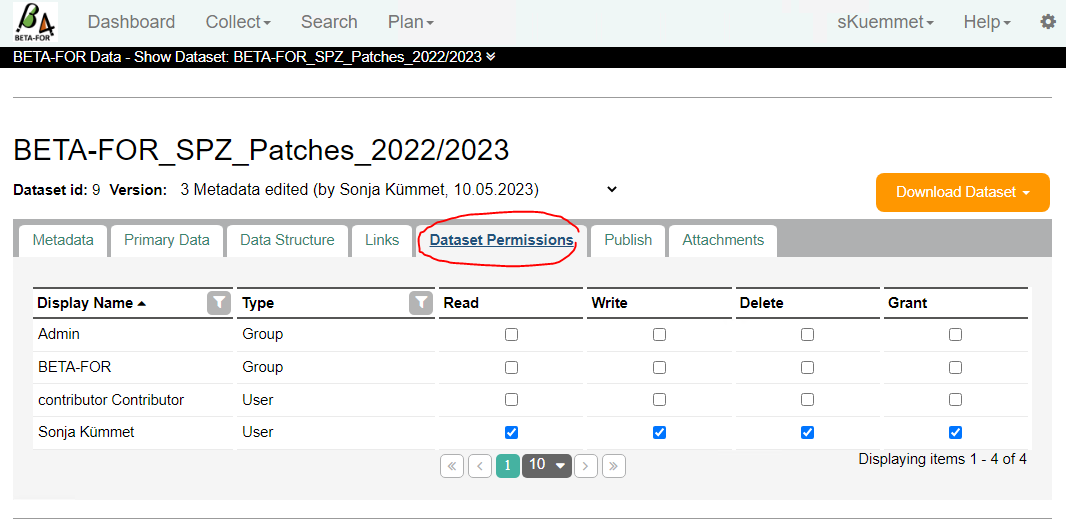 Dashboard Collect Search Plan sKuemmet Help
BETA-FOR
BETA-FOR Data - Show Dataset: BETA-FOR_SPZ_Patches_2022/2023
BETA-FOR_SPZ_Patches_2022/2023
Dataset id: 9 Version: 3 Metadata edited (by Sonja Kümmet, 10.05.2023)
Download Dataset
Metadata Primary Data Data Structure Links Dataset Permissions Publish Attachments
Display Name Type Read Write Delete Grant
Admin Group
BETA-FOR Group
contributor Contributor User
Sonja Kümmet User
« ‹ 1 10 › »
Displaying items 1 - 4 of 4